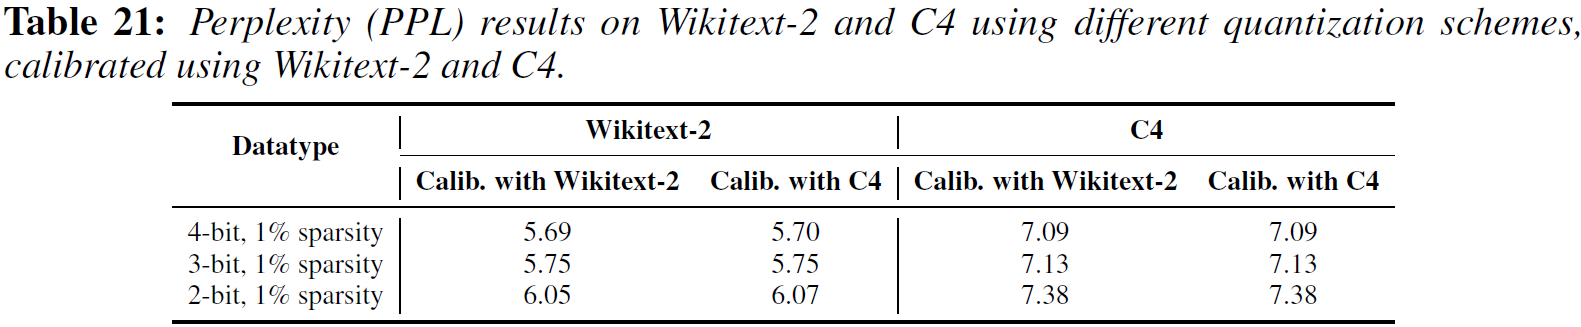 Table 21: Perplexity (PPL) results on Wikitext-2 and C4 using different quantization schemes,
calibrated using Wikitext-2 and C4.
Datatype Wikitext-2 C4
Calib. with Wikitext-2 Calib. with C4 Calib. with Wikitext-2 Calib. with C4
4-bit, 1% sparsity 5.69 5.70 7.09 7.09
3-bit, 1% sparsity 5.75 5.75 7.13 7.13
2-bit, 1% sparsity 6.05 6.07 7.38 7.38